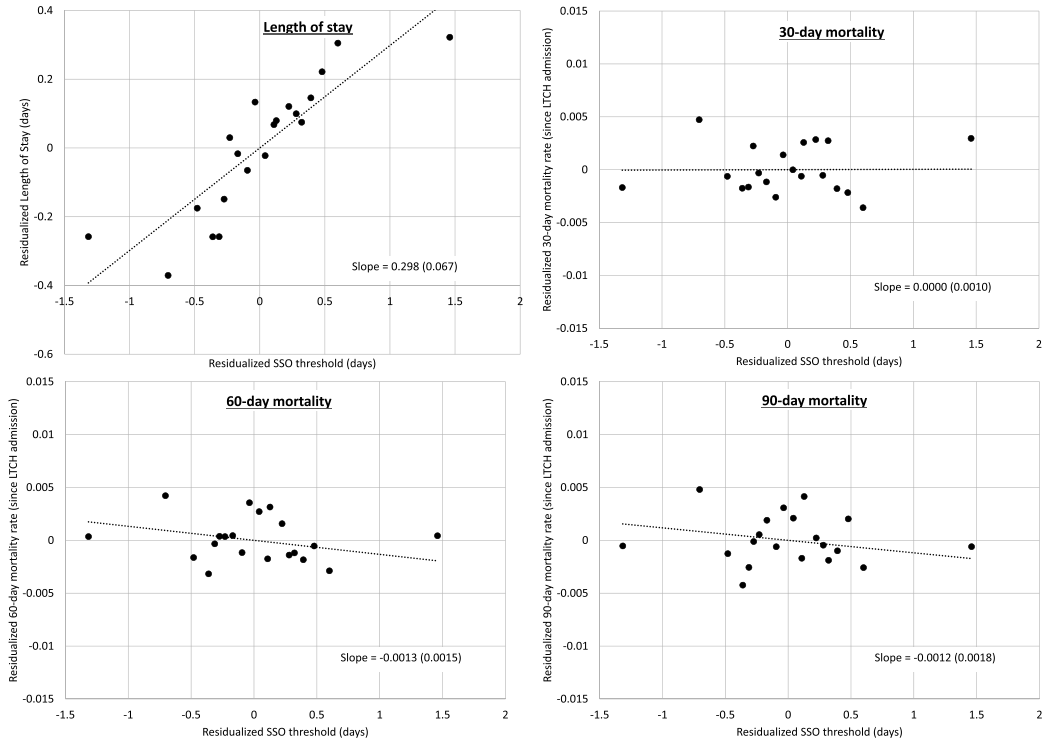 Length of stay
Residualized Length of Stay (days)
0.4
0.2
0
-0.2
-0.4
-0.6
-1.5 -1 -0.5 0 0.5 1 1.5 2
Slope = 0.298 (0.067)
Residualized SSO threshold (days)
30-day mortality
Residualized 30-day mortality rate (since LTCH admission)
0.015
0.01
0.005
0
-0.005
-0.01
-0.015
Slope = 0.0000 (0.0010)
-1.5 -1 -0.5 0 0.5 1 1.5 2
Residualized SSO threshold (days)
60-day mortality
Residualized 60-day mortality rate (since LTCH admission)
0.015
0.01
0.005
0
-0.005
-0.01
-0.015
Slope = -0.0013 (0.0015)
-1.5 -1 -0.5 0 0.5 1 1.5 2
Residualized SSO threshold (days)
90-day mortality
Residualized 90-day mortality rate (since LTCH admission)
0.015
0.01
0.005
0
-0.005
-0.01
-0.015
Slope = -0.0012 (0.0018)
-1.5 -1 -0.5 0 0.5 1 1.5 2
Residualized SSO threshold (days)